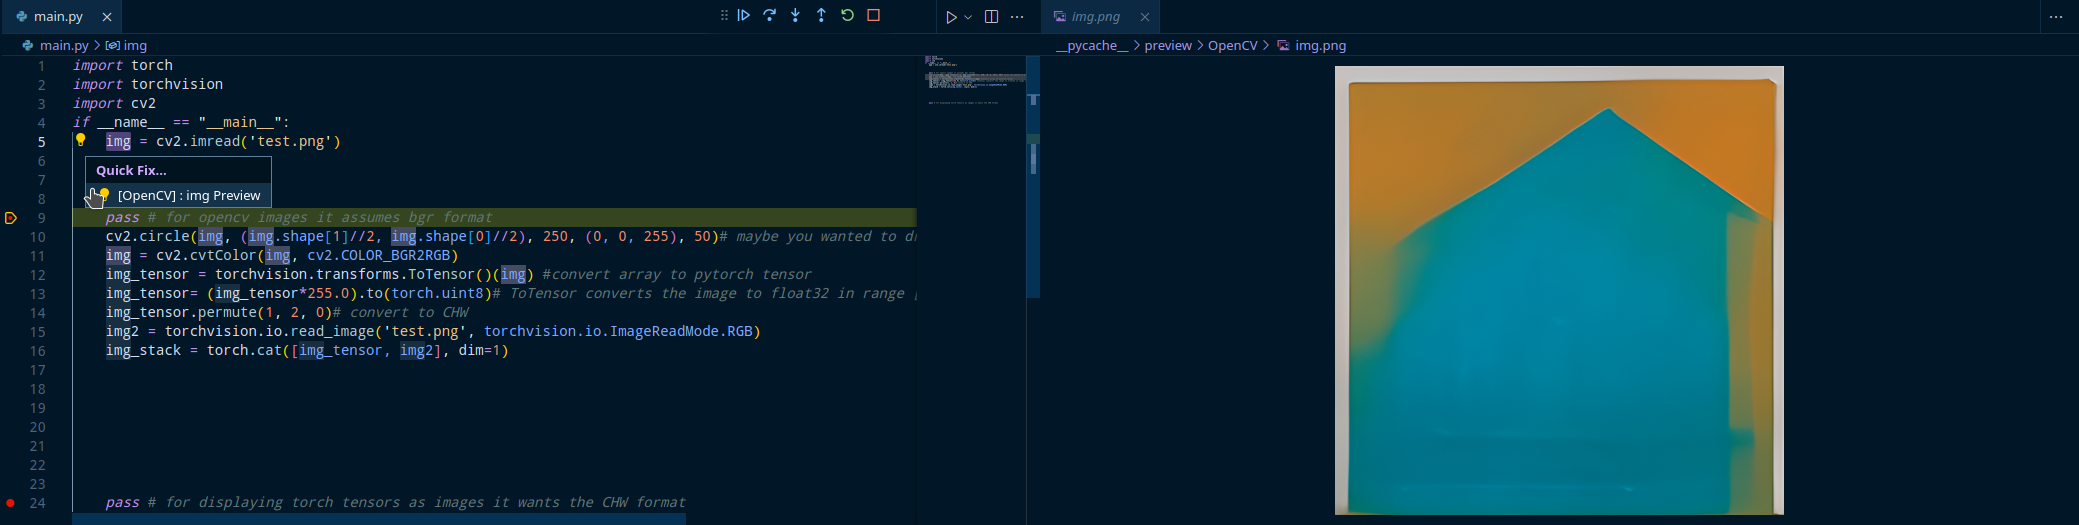 main.py
img.png
main.py > img
__pycache__ > preview > OpenCV > img.png
1 import torch
2 import torchvision
3 import cv2
4 if __name__ == "__main__":
5 img = cv2.imread('test.png')
6
Quick Fix...
7
8 [OpenCV] : img Preview
9 pass # for opencv images it assumes bgr format
10 cv2.circle(img, (img.shape[1]//2, img.shape[0]//2), 250, (0, 0, 255), 50)# maybe you wanted to d
11 img = cv2.cvtColor(img, cv2.COLOR_BGR2RGB)
12 img_tensor = torchvision.transforms.ToTensor()(img) #convert array to pytorch tensor
13 img_tensor= (img_tensor*255.0).to(torch.uint8)# ToTensor converts the image to float32 in range [
14 img_tensor.permute(1, 2, 0)# convert to CHW
15 img2 = torchvision.io.read_image('test.png', torchvision.io.ImageReadMode.RGB)
16 img_stack = torch.cat([img_tensor, img2], dim=1)
17
18
19
20
21
22
23
24 pass # for displaying torch tensors as images it wants the CHW format